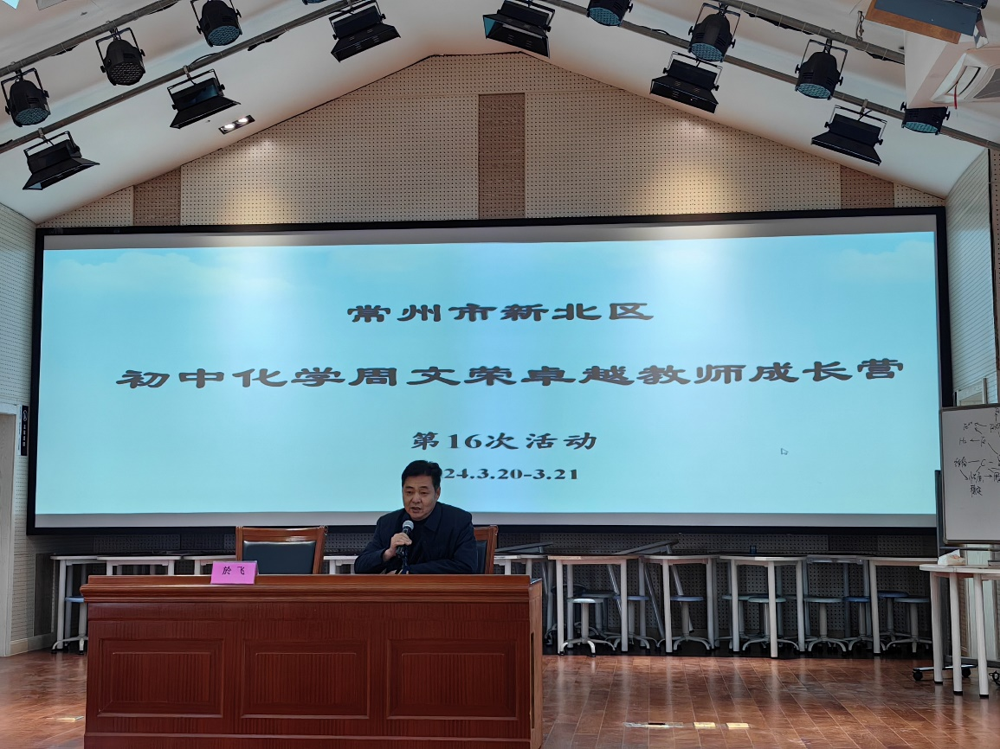 常州市新北区
初中化学周文荣卓越教师成长营
第16次活动
24.3.20-3.21
於飞